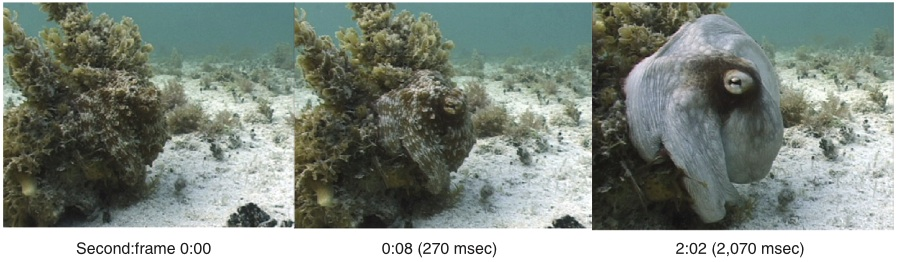 Second:frame 0:00
0:08 (270 msec)
2:02 (2,070 msec)